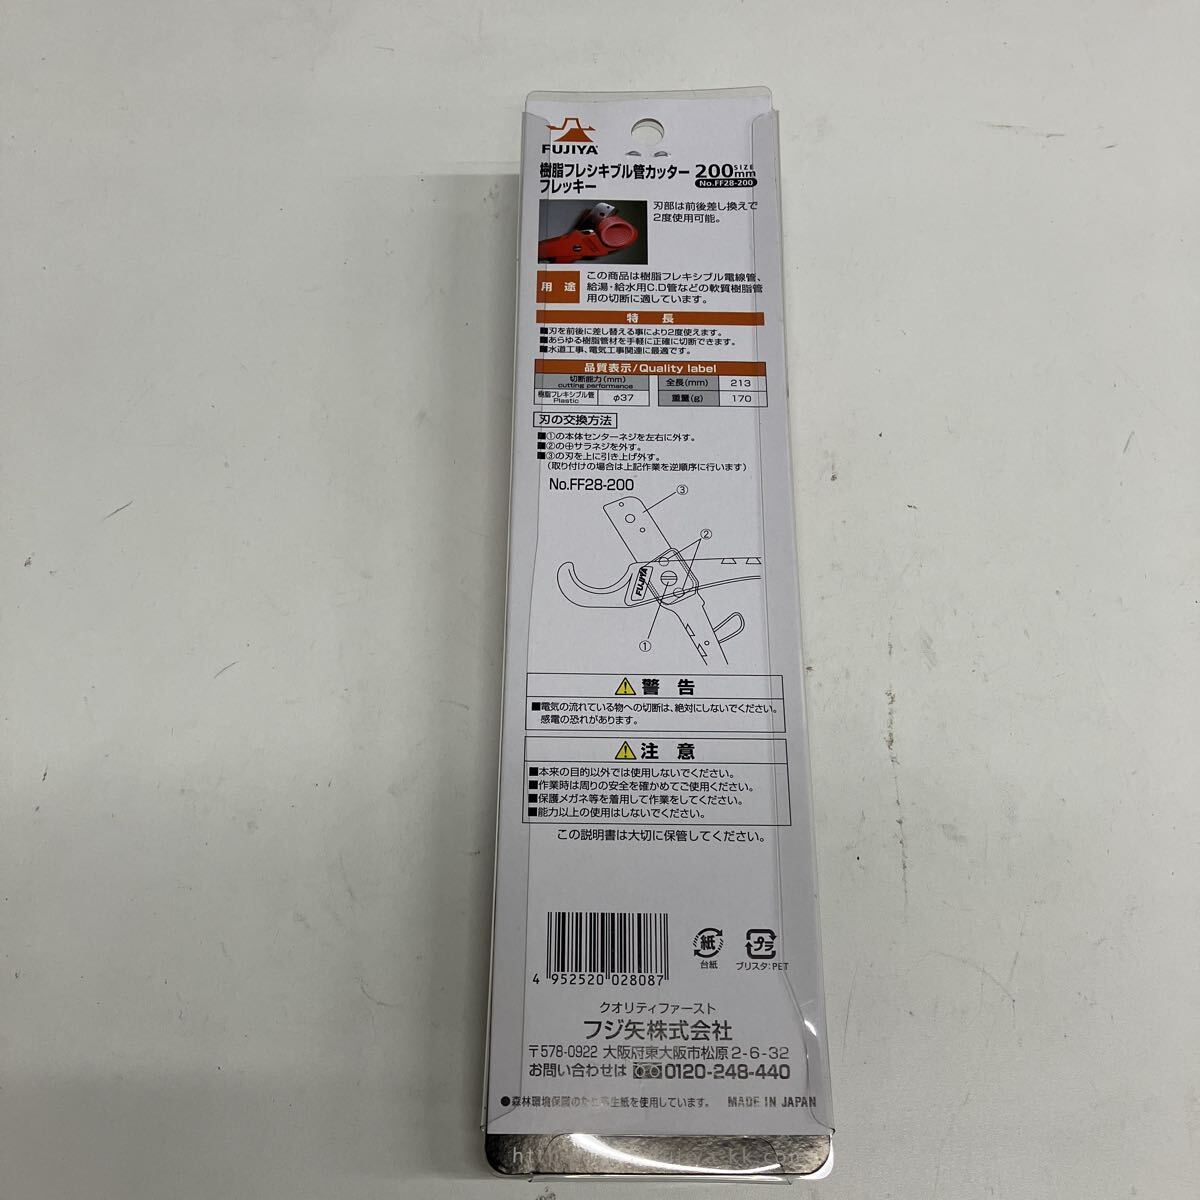 FUJIYA
樹脂フレシキブル管カッター 200mm SIZE
フレッキー No.FF28-200
刃部は前後差し換えで
2度使用可能。
用途
この商品は樹脂フレキシブル電線管、
給湯・給水用C.D管などの軟質樹脂管
用の切断に適しています。
特長
■刃を前後に差し替える事により2度使えます。
■あらゆる樹脂管材を手軽に正確に切断できます。
■水道工事、電気工事関連に最適です。
品質表示/Quality label
切断能力(mm)
cutting performance
全長(mm) 213
樹脂フレキシブル管
Plastic
φ37
重量(g) 170
刃の交換方法
■①の本体センターネジを左右に外す。
■②の⊕サラネジを外す。
■③の刃を上に引き上げ外す。
(取り付けの場合は上記作業を逆順序に行います)
No.FF28-200
③
②
FUJIYA
①
⚠警告
■電気の流れている物への切断は、絶対にしないでください。
感電の恐れがあります。
⚠注意
■本来の目的以外では使用しないでください。
■作業時は周りの安全を確かめてご使用ください。
■保護メガネ等を着用して作業をしてください。
■能力以上の使用はしないでください。
この説明書は大切に保管してください。
4 952520 028087
紙
台紙
プラ
ブリスタ:PET
クオリティファースト
フジ矢株式会社
〒578-0922 大阪府東大阪市松原2-6-32
お問い合わせは 0120-248-440
●森林環境保護のため再生紙を使用しています。 MADE IN JAPAN